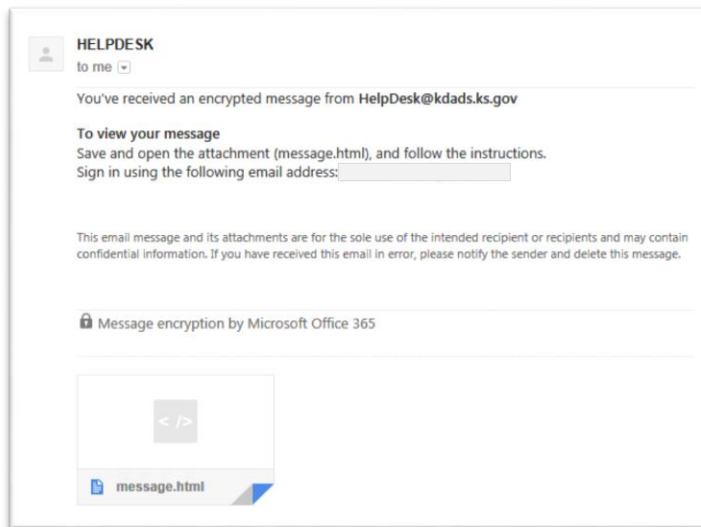 HELPDESK
to me
You've received an encrypted message from HelpDesk@kdads.ks.gov
To view your message
Save and open the attachment (message.html), and follow the instructions.
Sign in using the following email address:
This email message and its attachments are for the sole use of the intended recipient or recipients and may contain
confidential information. If you have received this email in error, please notify the sender and delete this message.
Message encryption by Microsoft Office 365
</>
message.html